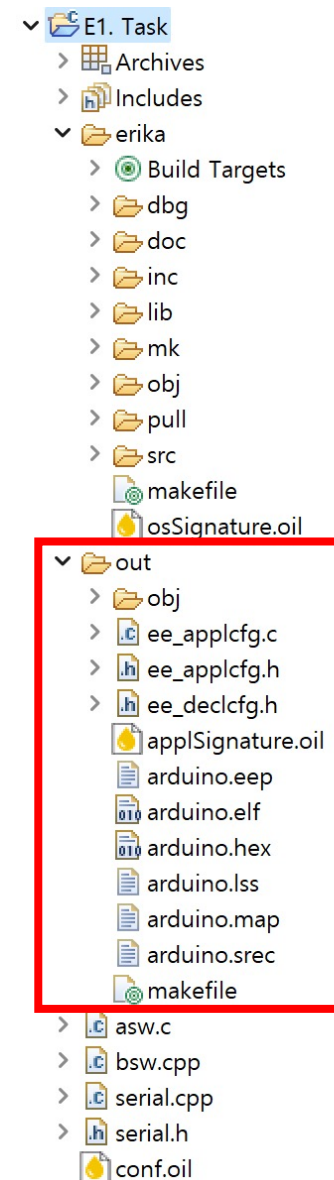 E1. Task
Archives
Includes
erika
Build Targets
dbg
doc
inc
lib
mk
obj
pull
src
makefile
osSignature.oil
out
obj
ee_applcfg.c
ee_applcfg.h
ee_declcfg.h
applSignature.oil
arduino.eep
arduino.elf
arduino.hex
arduino.lss
arduino.map
arduino.srec
makefile
asw.c
bsw.cpp
serial.cpp
serial.h
conf.oil